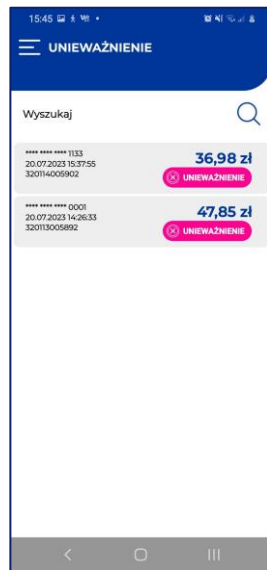 15:45
UNIEWAŻNIENIE
Wyszukaj
**** **** **** 1133
20.07.2023 15:37:55
320114005902
36,98 zł
UNIEWAŻNIENIE
**** **** **** 0001
20.07.2023 14:26:33
320113005892
47,85 zł
UNIEWAŻNIENIE